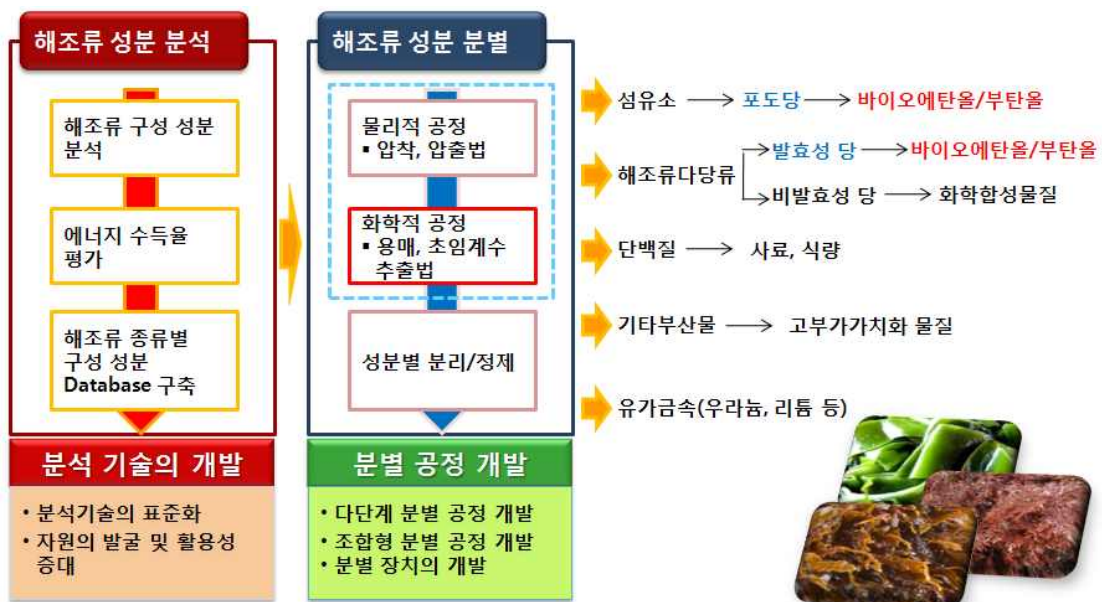 해조류 성분 분석
해조류 구성 성분
분석
에너지 수득율
평가
해조류 종류별
구성 성분
Database 구축
분석 기술의 개발
• 분석기술의 표준화
• 자원의 발굴 및 활용성
증대
해조류 성분 분별
물리적 공정
▪ 압착, 압출법
화학적 공정
▪ 용매, 초임계수
추출법
성분별 분리/정제
분별 공정 개발
• 다단계 분별 공정 개발
• 조합형 분별 공정 개발
• 분별 장치의 개발
섬유소 → 포도당 → 바이오에탄올/부탄올
해조류다당류
발효성 당 → 바이오에탄올/부탄올
비발효성 당 → 화학합성물질
단백질 → 사료, 식량
기타부산물 → 고부가가치화 물질
유가금속(우라늄, 리튬 등)